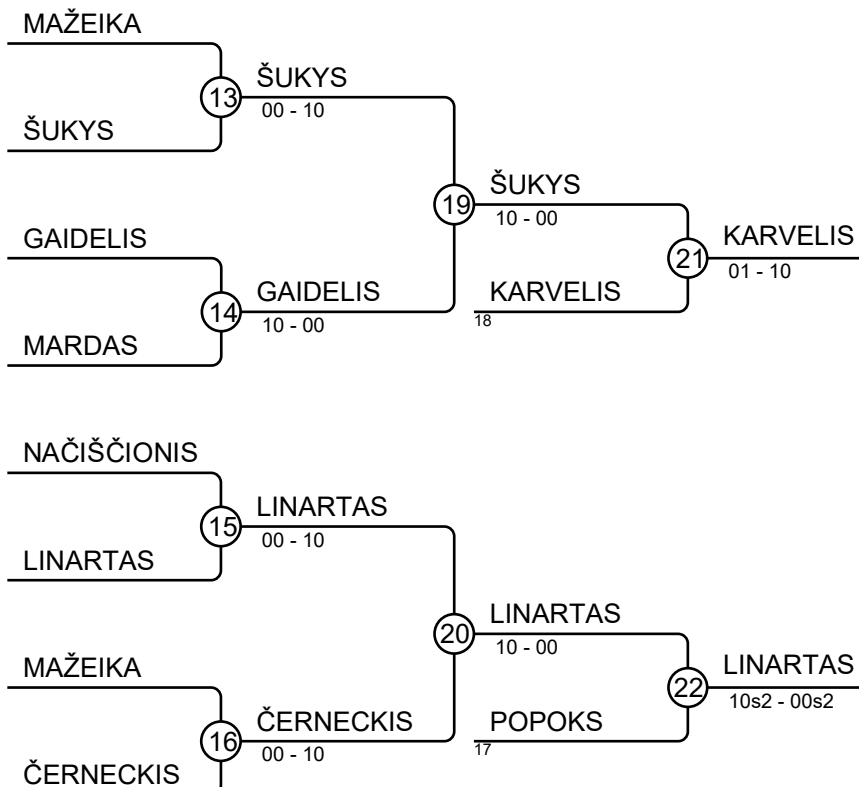 MAŽEIKA
13
ŠUKYS
00 - 10
ŠUKYS
19
ŠUKYS
10 - 00
GAIDELIS
21
KARVELIS
01 - 10
14
GAIDELIS
10 - 00
KARVELIS
18
MARDAS
NAČIŠČIONIS
15
LINARTAS
00 - 10
LINARTAS
20
LINARTAS
10 - 00
MAŽEIKA
22
LINARTAS
10s2 - 00s2
16
ČERNECKIS
00 - 10
POPOKS
17
ČERNECKIS